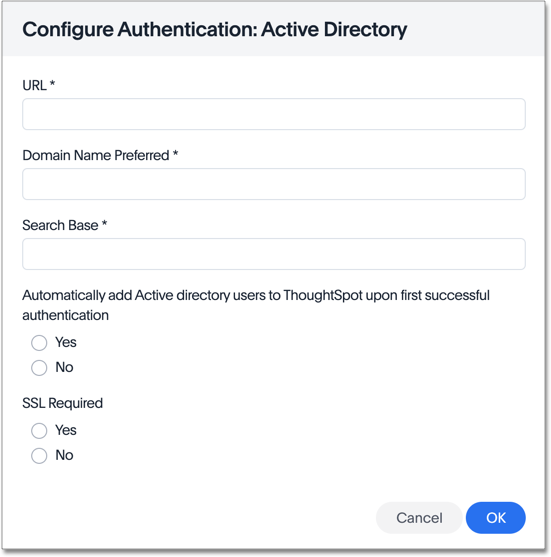 Configure Authentication: Active Directory
URL *
Domain Name Preferred *
Search Base *
Automatically add Active directory users to ThoughtSpot upon first successful
authentication
Yes
No
SSL Required
Yes
No
Cancel OK